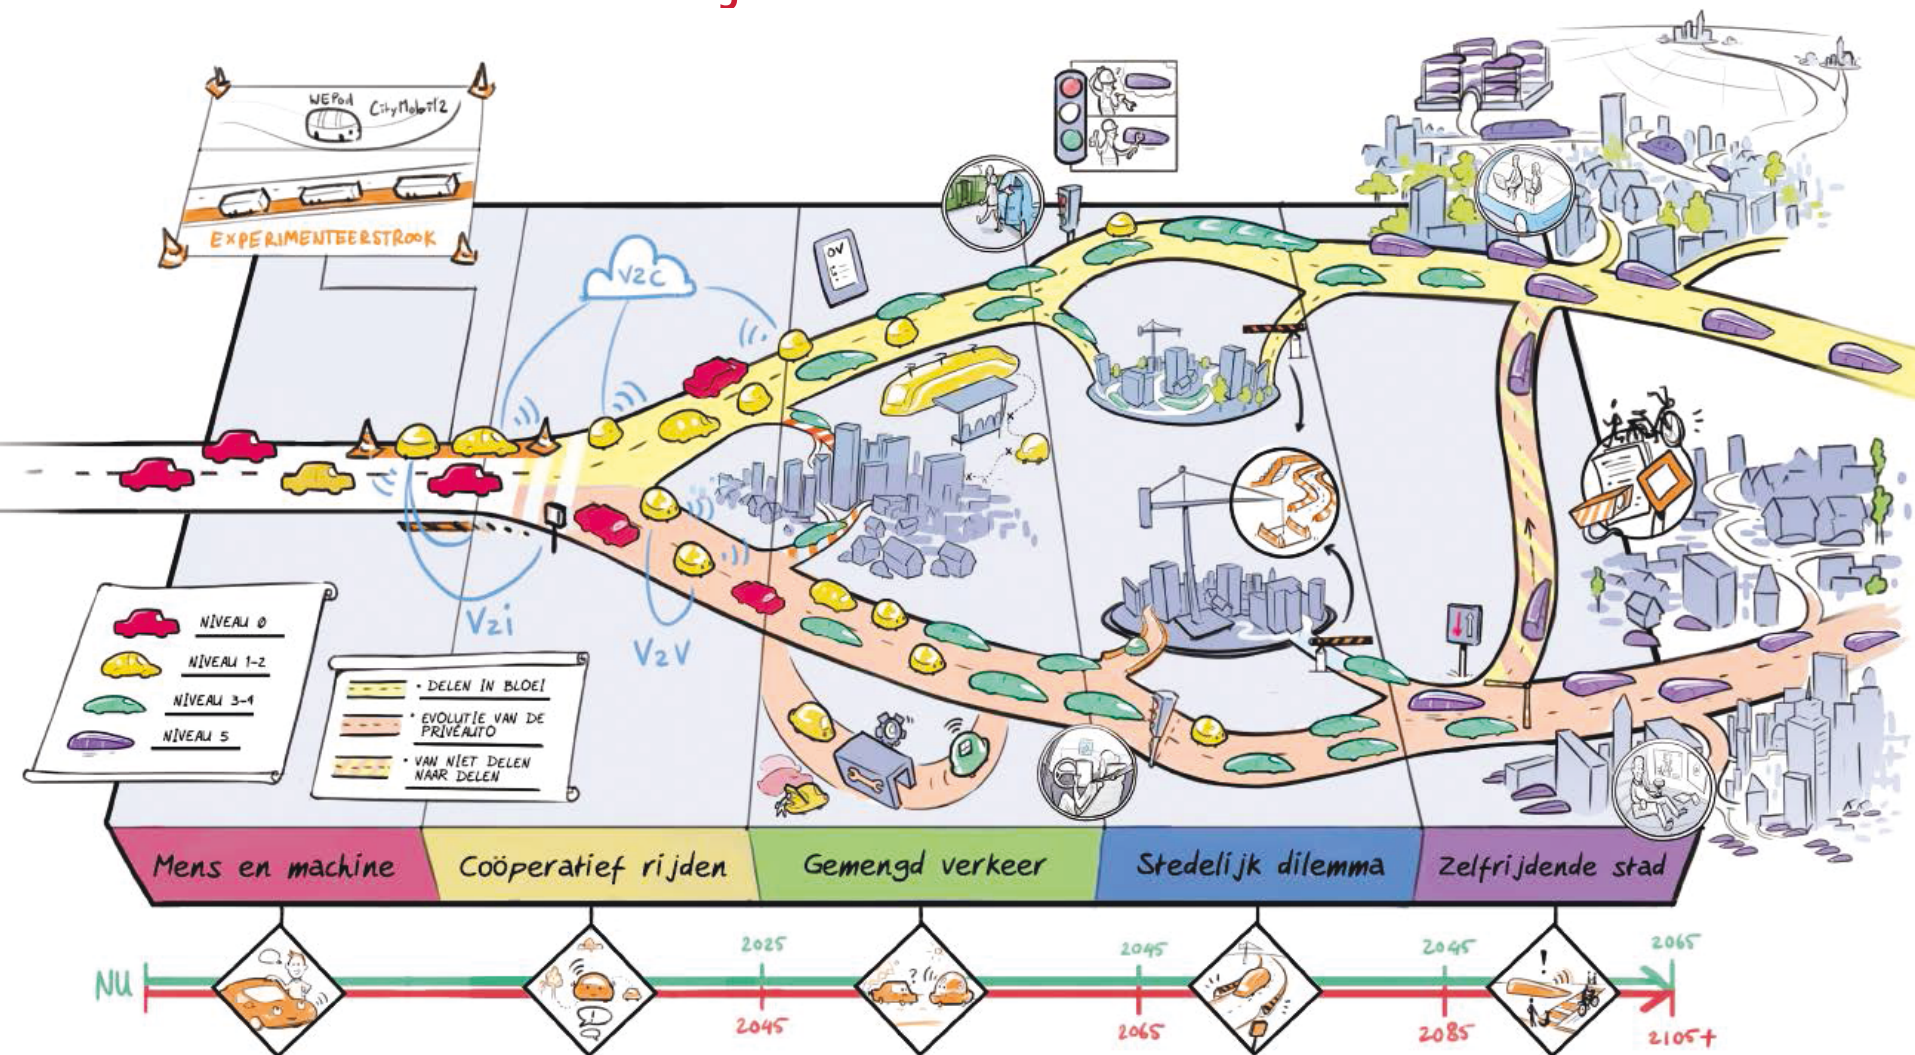 WEPod
CityMobil2
EXPERIMENTEERSTROOK
V2C
OV
V2i
V2V
NIVEAU 0
NIVEAU 1-2
NIVEAU 3-4
NIVEAU 5
• DELEN IN BLOEI
• EVOLUTIE VAN DE
PRIVÉAUTO
• VAN NIET DELEN
NAAR DELEN
Mens en machine
Coöperatief rijden
Gemengd verkeer
Stedelijk dilemma
Zelfrijdende stad
NU
2025
2045
2045
2065
2045
2065
2085
2105+